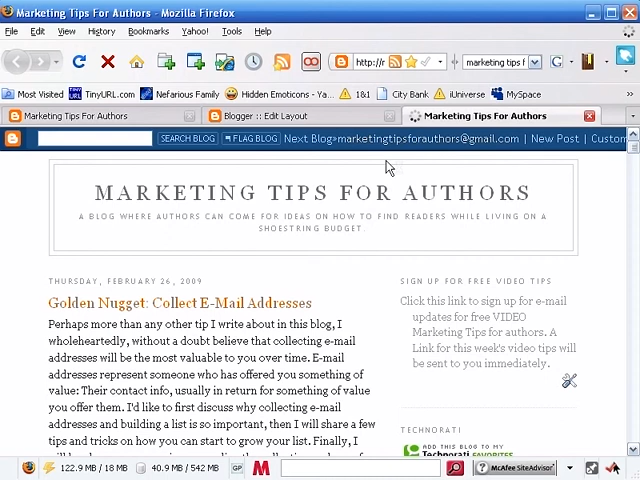 Marketing Tips For Authors - Mozilla Firefox
File Edit View History Bookmarks Yahoo! Tools Help
http://r
marketing tips f
G
Most Visited TinyURL.com Nefarious Family Hidden Emoticons - Ya... 1&1 City Bank iUniverse MySpace
Marketing Tips For Authors Blogger :: Edit Layout Marketing Tips For Authors
SEARCH BLOG FLAG BLOG Next Blog» marketingtipsforauthors@gmail.com | New Post | Custom
MARKETING TIPS FOR AUTHORS
A BLOG WHERE AUTHORS CAN COME FOR IDEAS ON HOW TO FIND READERS WHILE LIVING ON A
SHOESTRING BUDGET.
THURSDAY, FEBRUARY 26, 2009
Golden Nugget: Collect E-Mail Addresses
Perhaps more than any other tip I write about in this blog, I
wholeheartedly, without a doubt believe that collecting e-mail
addresses will be the most valuable to you over time. E-mail
addresses represent someone who has offered you something of
value: Their contact info, usually in return for something of value
you offer them. I'd like to first discuss why collecting e-mail
addresses and building a list is so important, then I will share a few
tips and tricks on how you can start to grow your list. Finally, I
SIGN UP FOR FREE VIDEO TIPS
Click this link to sign up for e-mail
updates for free VIDEO
Marketing Tips for authors. A
Link for this week's video tips will
be sent to you immediately.
TECHNORATI
ADD THIS BLOG TO MY
Technorati FAVORITES
122.9 MB / 18 MB 40.9 MB / 542 MB GP M McAfee SiteAdvisor